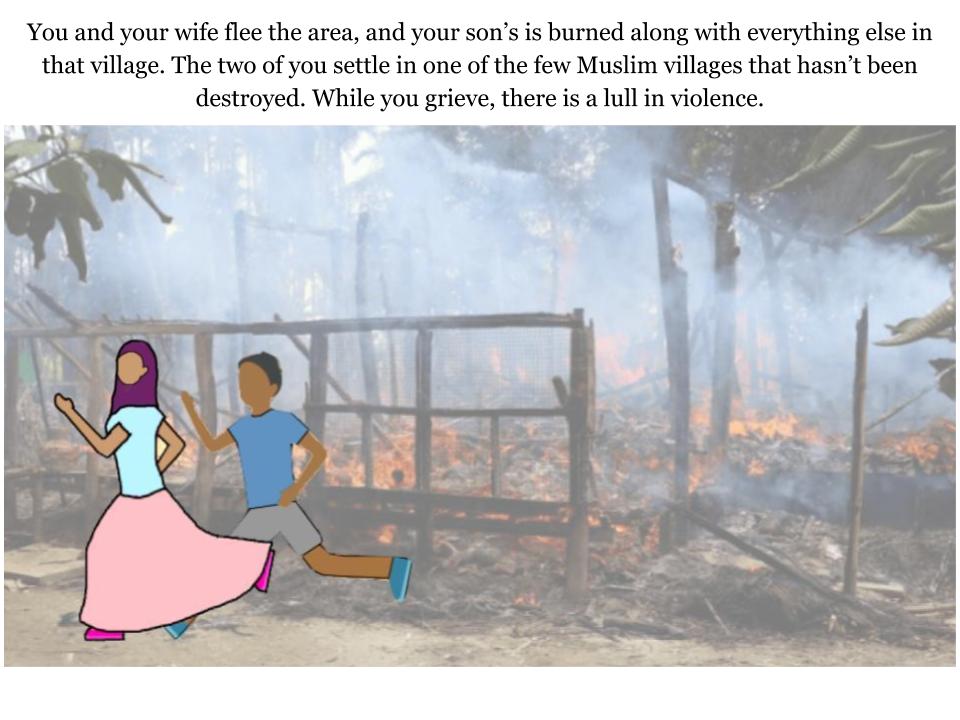 You and your wife flee the area, and your son’s is burned along with everything else in
that village. The two of you settle in one of the few Muslim villages that hasn’t been
destroyed. While you grieve, there is a lull in violence.